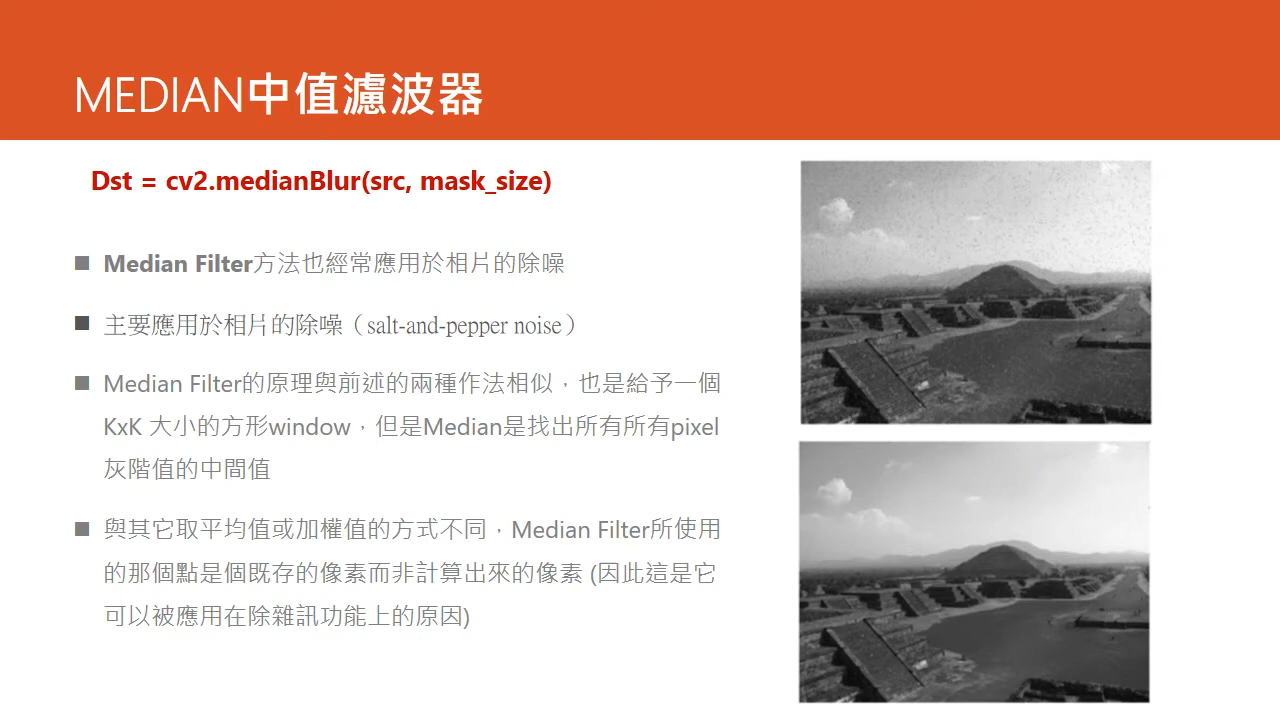 MEDIAN中值濾波器
Dst = cv2.medianBlur(src, mask_size)
■ Median Filter方法也經常應用於相片的除噪
■ 主要應用於相片的除噪（salt-and-pepper noise）
■ Median Filter的原理與前述的兩種作法相似，也是給予一個
KxK 大小的方形window，但是Median是找出所有所有pixel
灰階值的中間值
■ 與其它取平均值或加權值的方式不同，Median Filter所使用
的那個點是個既存的像素而非計算出來的像素 (因此這是它
可以被應用在除雜訊功能上的原因)